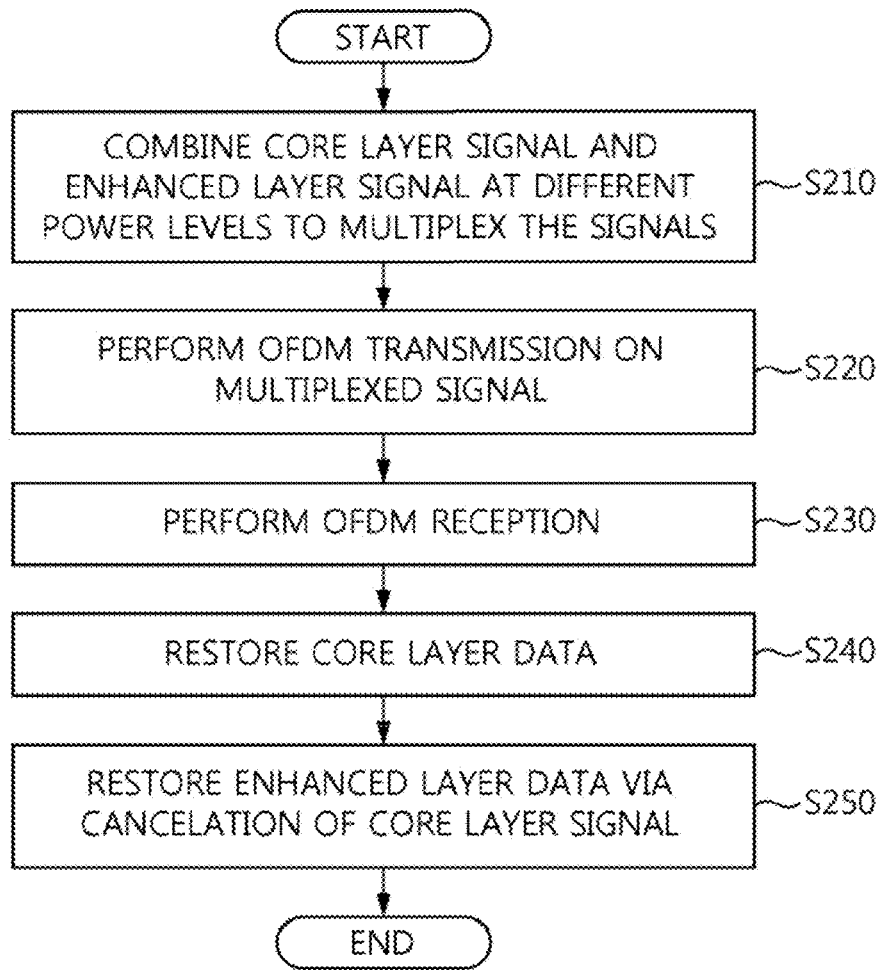 START
COMBINE CORE LAYER SIGNAL AND
ENHANCED LAYER SIGNAL AT DIFFERENT
POWER LEVELS TO MULTIPLEX THE SIGNALS
S210
PERFORM OFDM TRANSMISSION ON
MULTIPLEXED SIGNAL
S220
PERFORM OFDM RECEPTION
S230
RESTORE CORE LAYER DATA
S240
RESTORE ENHANCED LAYER DATA VIA
CANCELATION OF CORE LAYER SIGNAL
S250
END